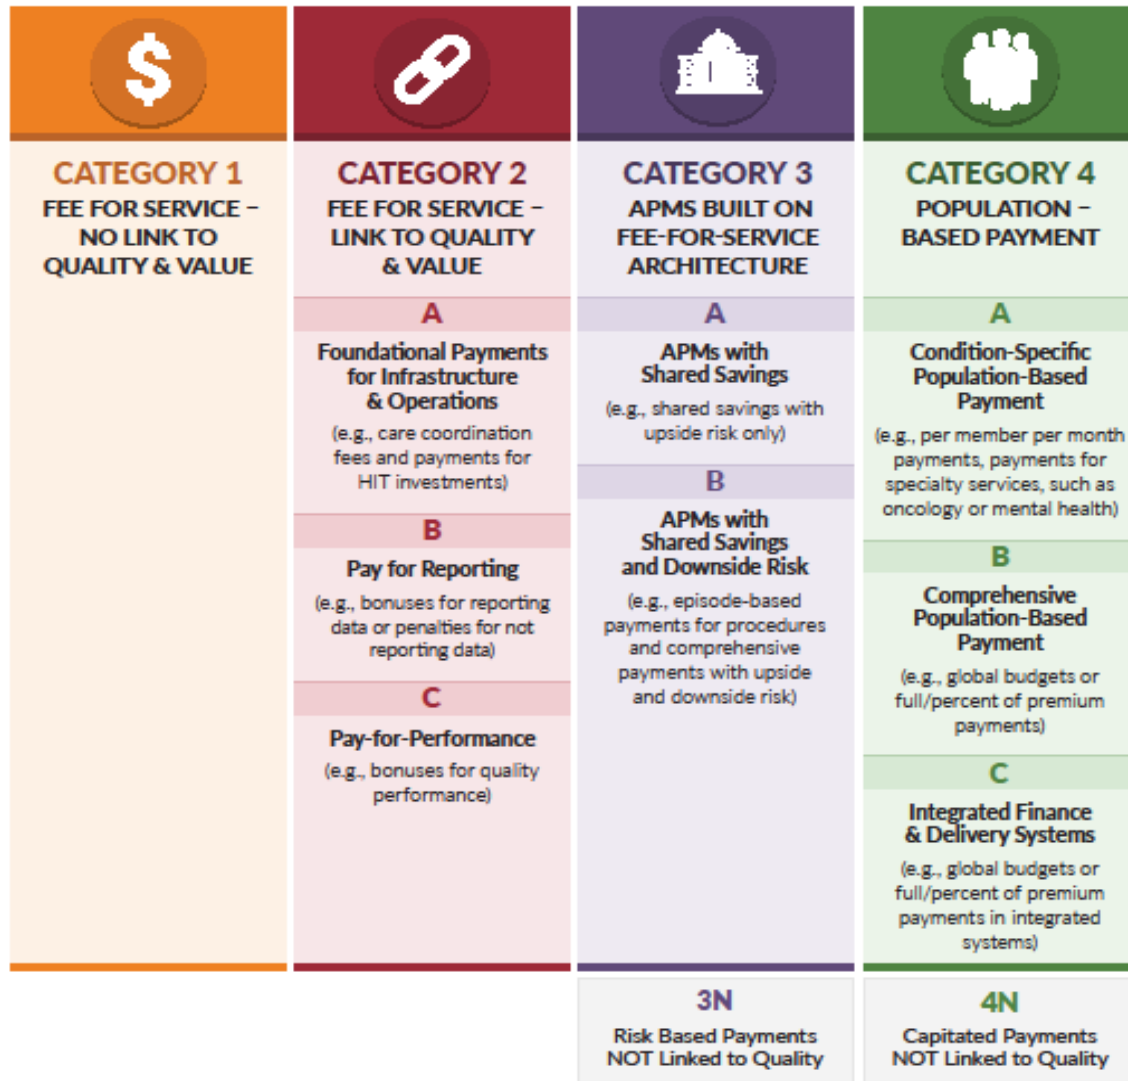 $
CATEGORY 1
FEE FOR SERVICE –
NO LINK TO
QUALITY & VALUE
CATEGORY 2
FEE FOR SERVICE –
LINK TO QUALITY
& VALUE
A
Foundational Payments
for Infrastructure
& Operations
(e.g., care coordination
fees and payments for
HIT investments)
B
Pay for Reporting
(e.g., bonuses for reporting
data or penalties for not
reporting data)
C
Pay-for-Performance
(e.g., bonuses for quality
performance)
CATEGORY 3
APMS BUILT ON
FEE-FOR-SERVICE
ARCHITECTURE
A
APMs with
Shared Savings
(e.g., shared savings with
upside risk only)
B
APMs with
Shared Savings
and Downside Risk
(e.g., episode-based
payments for procedures
and comprehensive
payments with upside
and downside risk)
3N
Risk Based Payments
NOT Linked to Quality
CATEGORY 4
POPULATION –
BASED PAYMENT
A
Condition-Specific
Population-Based
Payment
(e.g., per member per month
payments, payments for
specialty services, such as
oncology or mental health)
B
Comprehensive
Population-Based
Payment
(e.g., global budgets or
full/percent of premium
payments)
C
Integrated Finance
& Delivery Systems
(e.g., global budgets or
full/percent of premium
payments in integrated
systems)
4N
Capitated Payments
NOT Linked to Quality